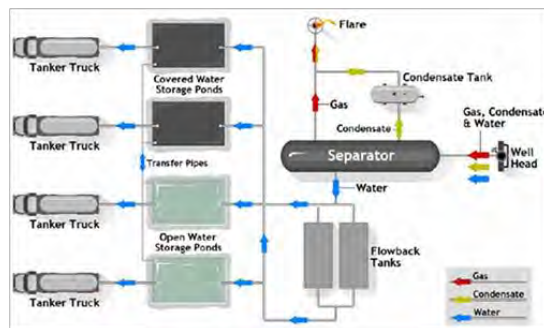 Flare
Tanker Truck
Covered Water
Storage Ponds
Condensate Tank
Gas
Gas, Condensate
& Water
Condensate
Tanker Truck
Transfer Pipes
Separator
Well
Head
Water
Tanker Truck
Open Water
Storage Ponds
Flowback
Tanks
Tanker Truck
Gas
Condensate
Water